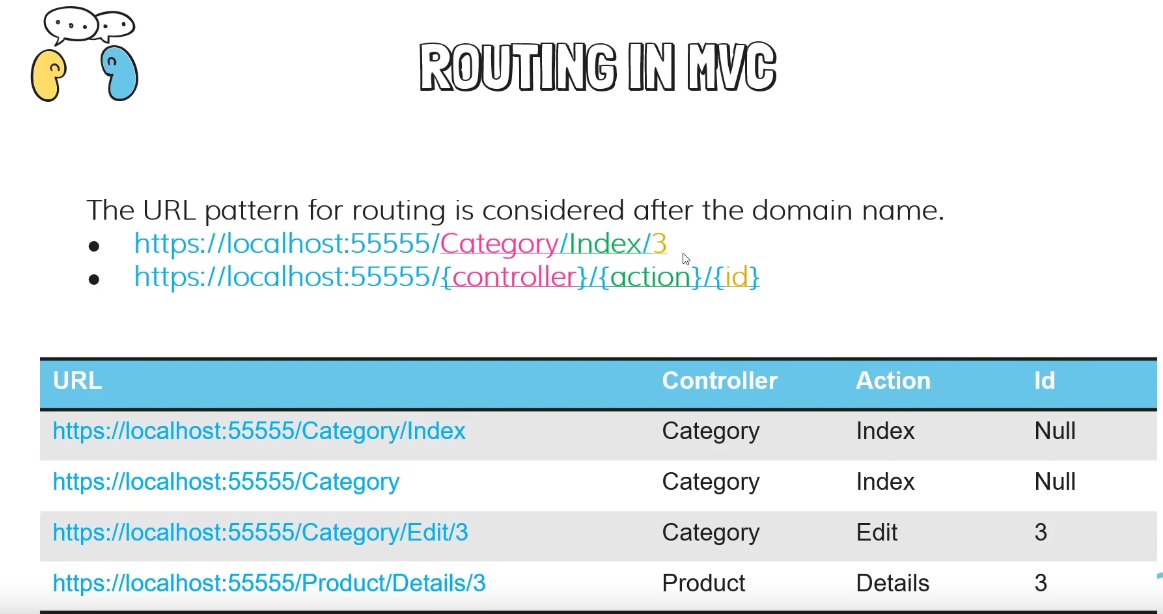 ROUTING IN MVC
The URL pattern for routing is considered after the domain name.
● https://localhost:55555/Category/Index/3
● https://localhost:55555/{controller}/{action}/{id}
URL Controller Action Id
https://localhost:55555/Category/Index Category Index Null
https://localhost:55555/Category Category Index Null
https://localhost:55555/Category/Edit/3 Category Edit 3
https://localhost:55555/Product/Details/3 Product Details 3